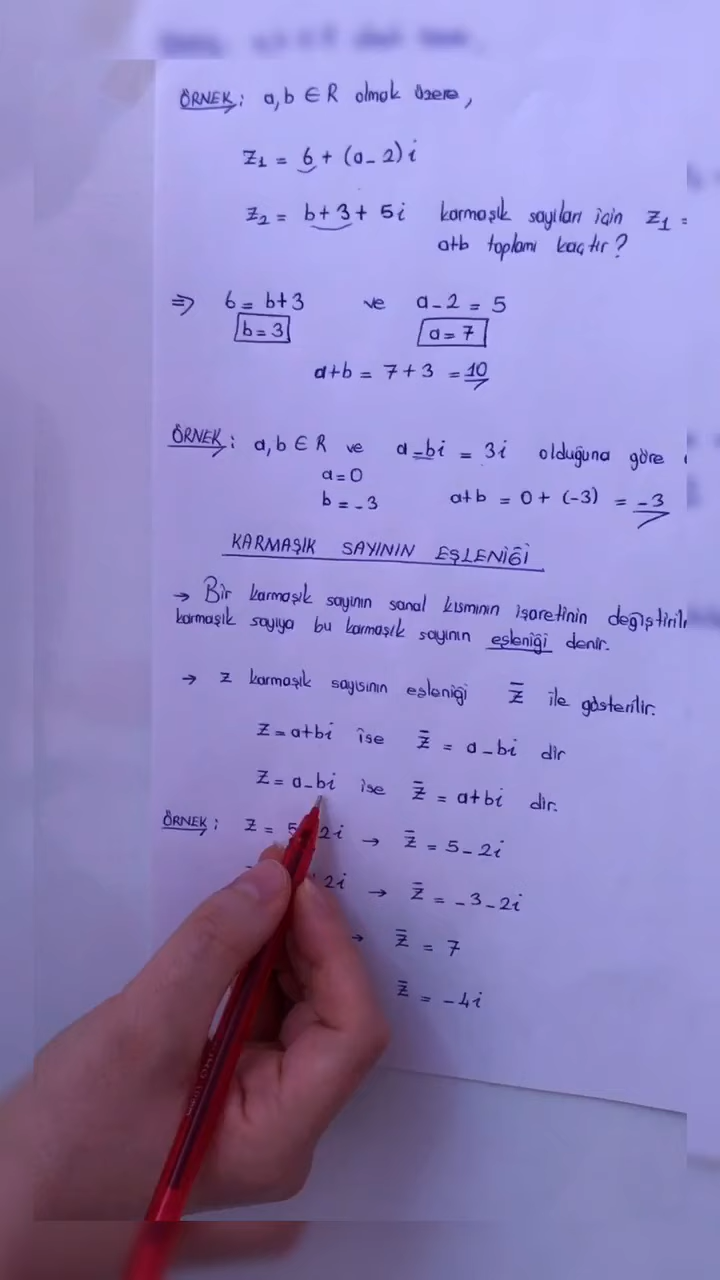 ÖRNEK: a,b ∈ R olmak üzere,
z₁ = 6 + (a-2)i
z₂ = b+3 + 5i karmaşık sayıları için z₁ =
a+b toplamı kaçtır?
⇒ 6 = b+3 ve a-2 = 5
b=3 a=7
a+b = 7+3 = 10
ÖRNEK: a,b ∈ R ve a-bi = 3i olduğuna göre
a=0
b=-3 a+b = 0+(-3) = -3
KARMAŞIK SAYININ EŞLENİĞİ
→ Bir karmaşık sayının sanal kısmının işaretinin
karmaşık sayıya bu karmaşık sayının eşleniği denir.
→ z karmaşık sayısının eşleniği z̄ ile gösterilir.
z=a+bi ise z̄ = a-bi dir
z=a-bi ise z̄ = a+bi dir.
ÖRNEK: z = 5 2i → z̄ = 5-2i
2i → z̄ = -3-2i
→ z̄ = 7
z̄ = -4i